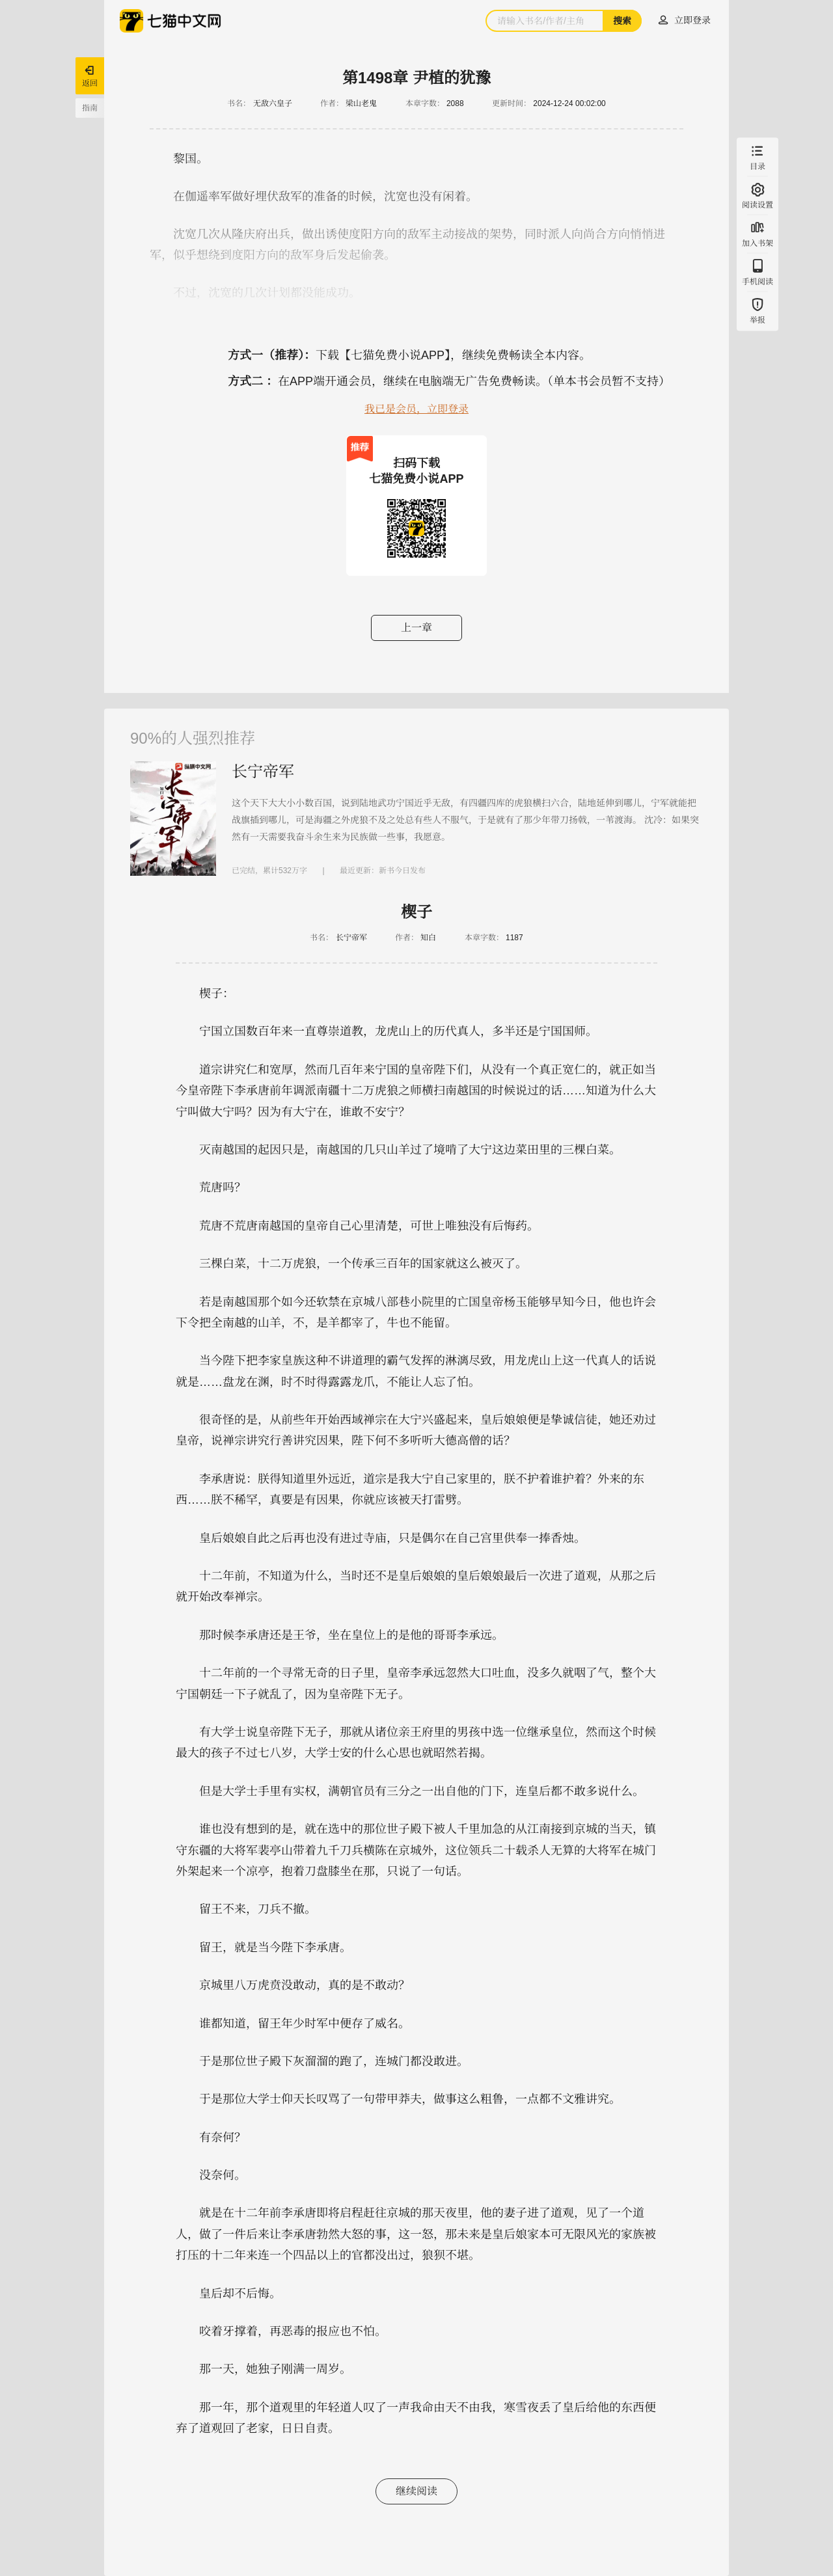 七猫中文网
请输入书名/作者/主角
搜索
立即登录
返回
指南
第1498章 尹植的犹豫
书名： 无敌六皇子 作者： 梁山老鬼 本章字数： 2088 更新时间： 2024-12-24 00:02:00
目录
阅读设置
加入书架
手机阅读
举报
黎国。
在伽遥率军做好埋伏敌军的准备的时候，沈宽也没有闲着。
沈宽几次从隆庆府出兵，做出诱使度阳方向的敌军主动接战的架势，同时派人向尚合方向悄悄进
军，似乎想绕到度阳方向的敌军身后发起偷袭。
不过，沈宽的几次计划都没能成功。
方式一（推荐）：下载【七猫免费小说APP】，继续免费畅读全本内容。
方式二 ：在APP端开通会员，继续在电脑端无广告免费畅读。（单本书会员暂不支持）
我已是会员，立即登录
推荐
扫码下载
七猫免费小说APP
上一章
90%的人强烈推荐
纵横中文网
长宁帝军
知白
长宁帝军
这个天下大大小小数百国，说到陆地武功宁国近乎无敌，有四疆四库的虎狼横扫六合，陆地延伸到哪儿，宁军就能把
战旗插到哪儿，可是海疆之外虎狼不及之处总有些人不服气，于是就有了那少年带刀扬戟，一苇渡海。 沈冷：如果突
然有一天需要我奋斗余生来为民族做一些事，我愿意。
已完结，累计532万字 | 最近更新：新书今日发布
楔子
书名： 长宁帝军 作者： 知白 本章字数： 1187
楔子：
宁国立国数百年来一直尊崇道教，龙虎山上的历代真人，多半还是宁国国师。
道宗讲究仁和宽厚，然而几百年来宁国的皇帝陛下们，从没有一个真正宽仁的，就正如当
今皇帝陛下李承唐前年调派南疆十二万虎狼之师横扫南越国的时候说过的话……知道为什么大
宁叫做大宁吗？因为有大宁在，谁敢不安宁？
灭南越国的起因只是，南越国的几只山羊过了境啃了大宁这边菜田里的三棵白菜。
荒唐吗？
荒唐不荒唐南越国的皇帝自己心里清楚，可世上唯独没有后悔药。
三棵白菜，十二万虎狼，一个传承三百年的国家就这么被灭了。
若是南越国那个如今还软禁在京城八部巷小院里的亡国皇帝杨玉能够早知今日，他也许会
下令把全南越的山羊，不，是羊都宰了，牛也不能留。
当今陛下把李家皇族这种不讲道理的霸气发挥的淋漓尽致，用龙虎山上这一代真人的话说
就是……盘龙在渊，时不时得露露龙爪，不能让人忘了怕。
很奇怪的是，从前些年开始西域禅宗在大宁兴盛起来，皇后娘娘便是挚诚信徒，她还劝过
皇帝，说禅宗讲究行善讲究因果，陛下何不多听听大德高僧的话？
李承唐说：朕得知道里外远近，道宗是我大宁自己家里的，朕不护着谁护着？外来的东
西……朕不稀罕，真要是有因果，你就应该被天打雷劈。
皇后娘娘自此之后再也没有进过寺庙，只是偶尔在自己宫里供奉一捧香烛。
十二年前，不知道为什么，当时还不是皇后娘娘的皇后娘娘最后一次进了道观，从那之后
就开始改奉禅宗。
那时候李承唐还是王爷，坐在皇位上的是他的哥哥李承远。
十二年前的一个寻常无奇的日子里，皇帝李承远忽然大口吐血，没多久就咽了气，整个大
宁国朝廷一下子就乱了，因为皇帝陛下无子。
有大学士说皇帝陛下无子，那就从诸位亲王府里的男孩中选一位继承皇位，然而这个时候
最大的孩子不过七八岁，大学士安的什么心思也就昭然若揭。
但是大学士手里有实权，满朝官员有三分之一出自他的门下，连皇后都不敢多说什么。
谁也没有想到的是，就在选中的那位世子殿下被人千里加急的从江南接到京城的当天，镇
守东疆的大将军裴亭山带着九千刀兵横陈在京城外，这位领兵二十载杀人无算的大将军在城门
外架起来一个凉亭，抱着刀盘膝坐在那，只说了一句话。
留王不来，刀兵不撤。
留王，就是当今陛下李承唐。
京城里八万虎贲没敢动，真的是不敢动？
谁都知道，留王年少时军中便存了威名。
于是那位世子殿下灰溜溜的跑了，连城门都没敢进。
于是那位大学士仰天长叹骂了一句带甲莽夫，做事这么粗鲁，一点都不文雅讲究。
有奈何？
没奈何。
就是在十二年前李承唐即将启程赶往京城的那天夜里，他的妻子进了道观，见了一个道
人，做了一件后来让李承唐勃然大怒的事，这一怒，那未来是皇后娘家本可无限风光的家族被
打压的十二年来连一个四品以上的官都没出过，狼狈不堪。
皇后却不后悔。
咬着牙撑着，再恶毒的报应也不怕。
那一天，她独子刚满一周岁。
那一年，那个道观里的年轻道人叹了一声我命由天不由我，寒雪夜丢了皇后给他的东西便
弃了道观回了老家，日日自责。
继续阅读